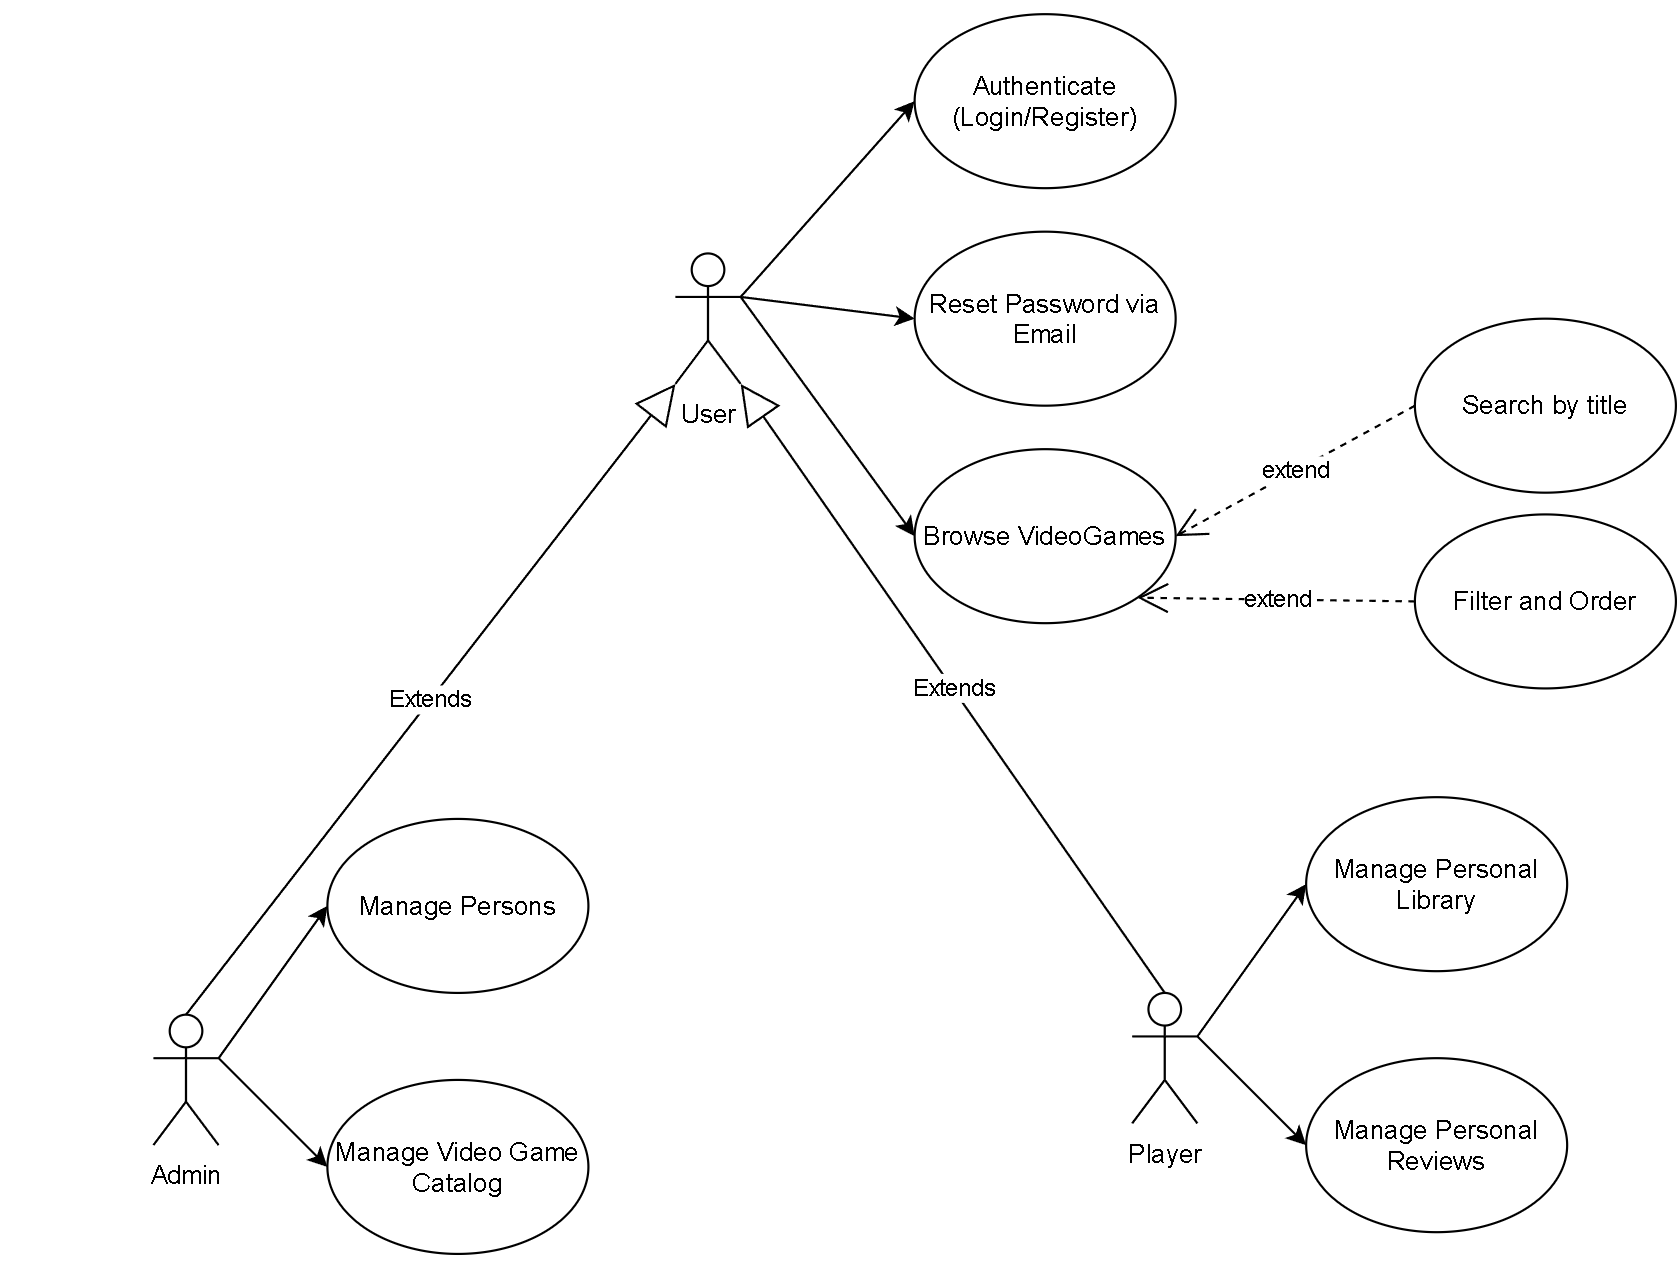 Authenticate
(Login/Register)
Reset Password via
Email
User
Search by title
extend
Browse VideoGames
extend
Filter and Order
Extends
Extends
Manage Persons
Manage Personal
Library
Manage Video Game
Catalog
Admin
Player
Manage Personal
Reviews